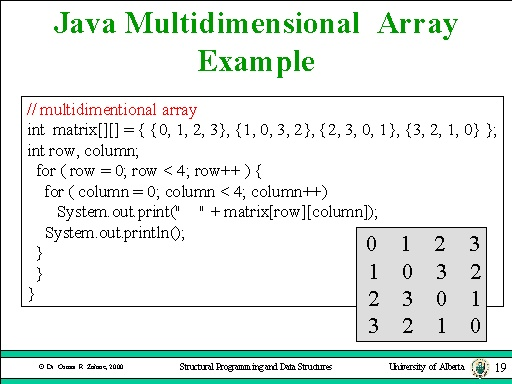 Java Multidimensional Array
Example
// multidimentional array
int matrix[][] = { {0, 1, 2, 3}, {1, 0, 3, 2}, {2, 3, 0, 1}, {3, 2, 1, 0} };
int row, column;
for ( row = 0; row < 4; row++ ) {
for ( column = 0; column < 4; column++)
System.out.print(" " + matrix[row][column]);
System.out.println();
}
}
}
0 1 2 3
1 0 3 2
2 3 0 1
3 2 1 0
© Dr. Osmar R. Zaïane, 2000
Structural Programming and Data Structures
University of Alberta
19